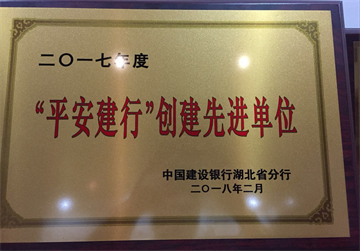 二〇一七年度
“平安建行”创建先进单位
中国建设银行湖北省分行
二〇一八年二月